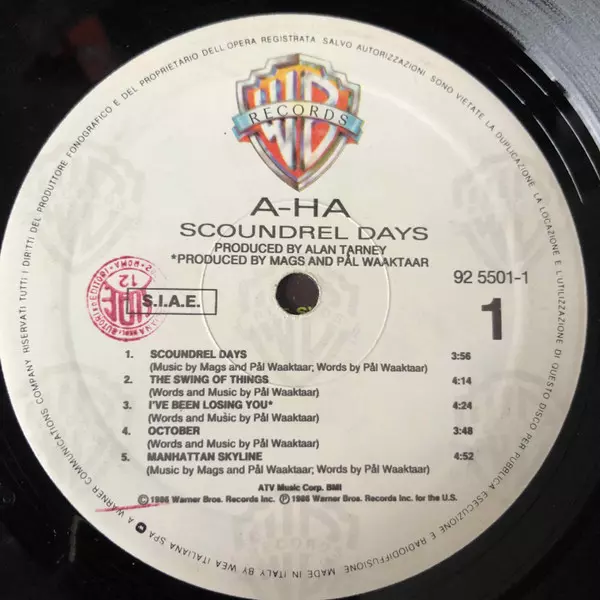 TUTTI I DIRITTI DEL PRODUTTORE FONOGRAFICO E DEL PROPRIETARIO DELL'OPERA REGISTRATA SALVO AUTORIZZAZIONI SONO VIETATE LA DUPLICAZIONE, LA LOCAZIONE E L'UTILIZZAZIONE DI QUESTO DISCO PER PUBBLICA ESECUZIONE E RADIODIFFUSIONE MADE IN ITALY BY WEA ITALIANA SPA A WARNER COMMUNICATIONS COMPANY RISERVATI
WB
RECORDS
A-HA
SCOUNDREL DAYS
PRODUCED BY ALAN TARNEY
*PRODUCED BY MAGS AND PÅL WAAKTAAR
92 5501-1
1
S.I.A.E.
ROMA
12
1. SCOUNDREL DAYS 3:56
(Music by Mags and Pål Waaktaar; Words by Pål Waaktaar)
2. THE SWING OF THINGS 4:14
(Words and Music by Pål Waaktaar)
3. I'VE BEEN LOSING YOU* 4:24
(Words and Music by Pål Waaktaar)
4. OCTOBER 3:48
(Words and Music by Pål Waaktaar)
5. MANHATTAN SKYLINE 4:52
(Music by Mags and Pål Waaktaar; Words by Pål Waaktaar)
ATV Music Corp. BMI
© 1986 Warner Bros. Records Inc. ℗ 1986 Warner Bros. Records Inc. for the U.S.